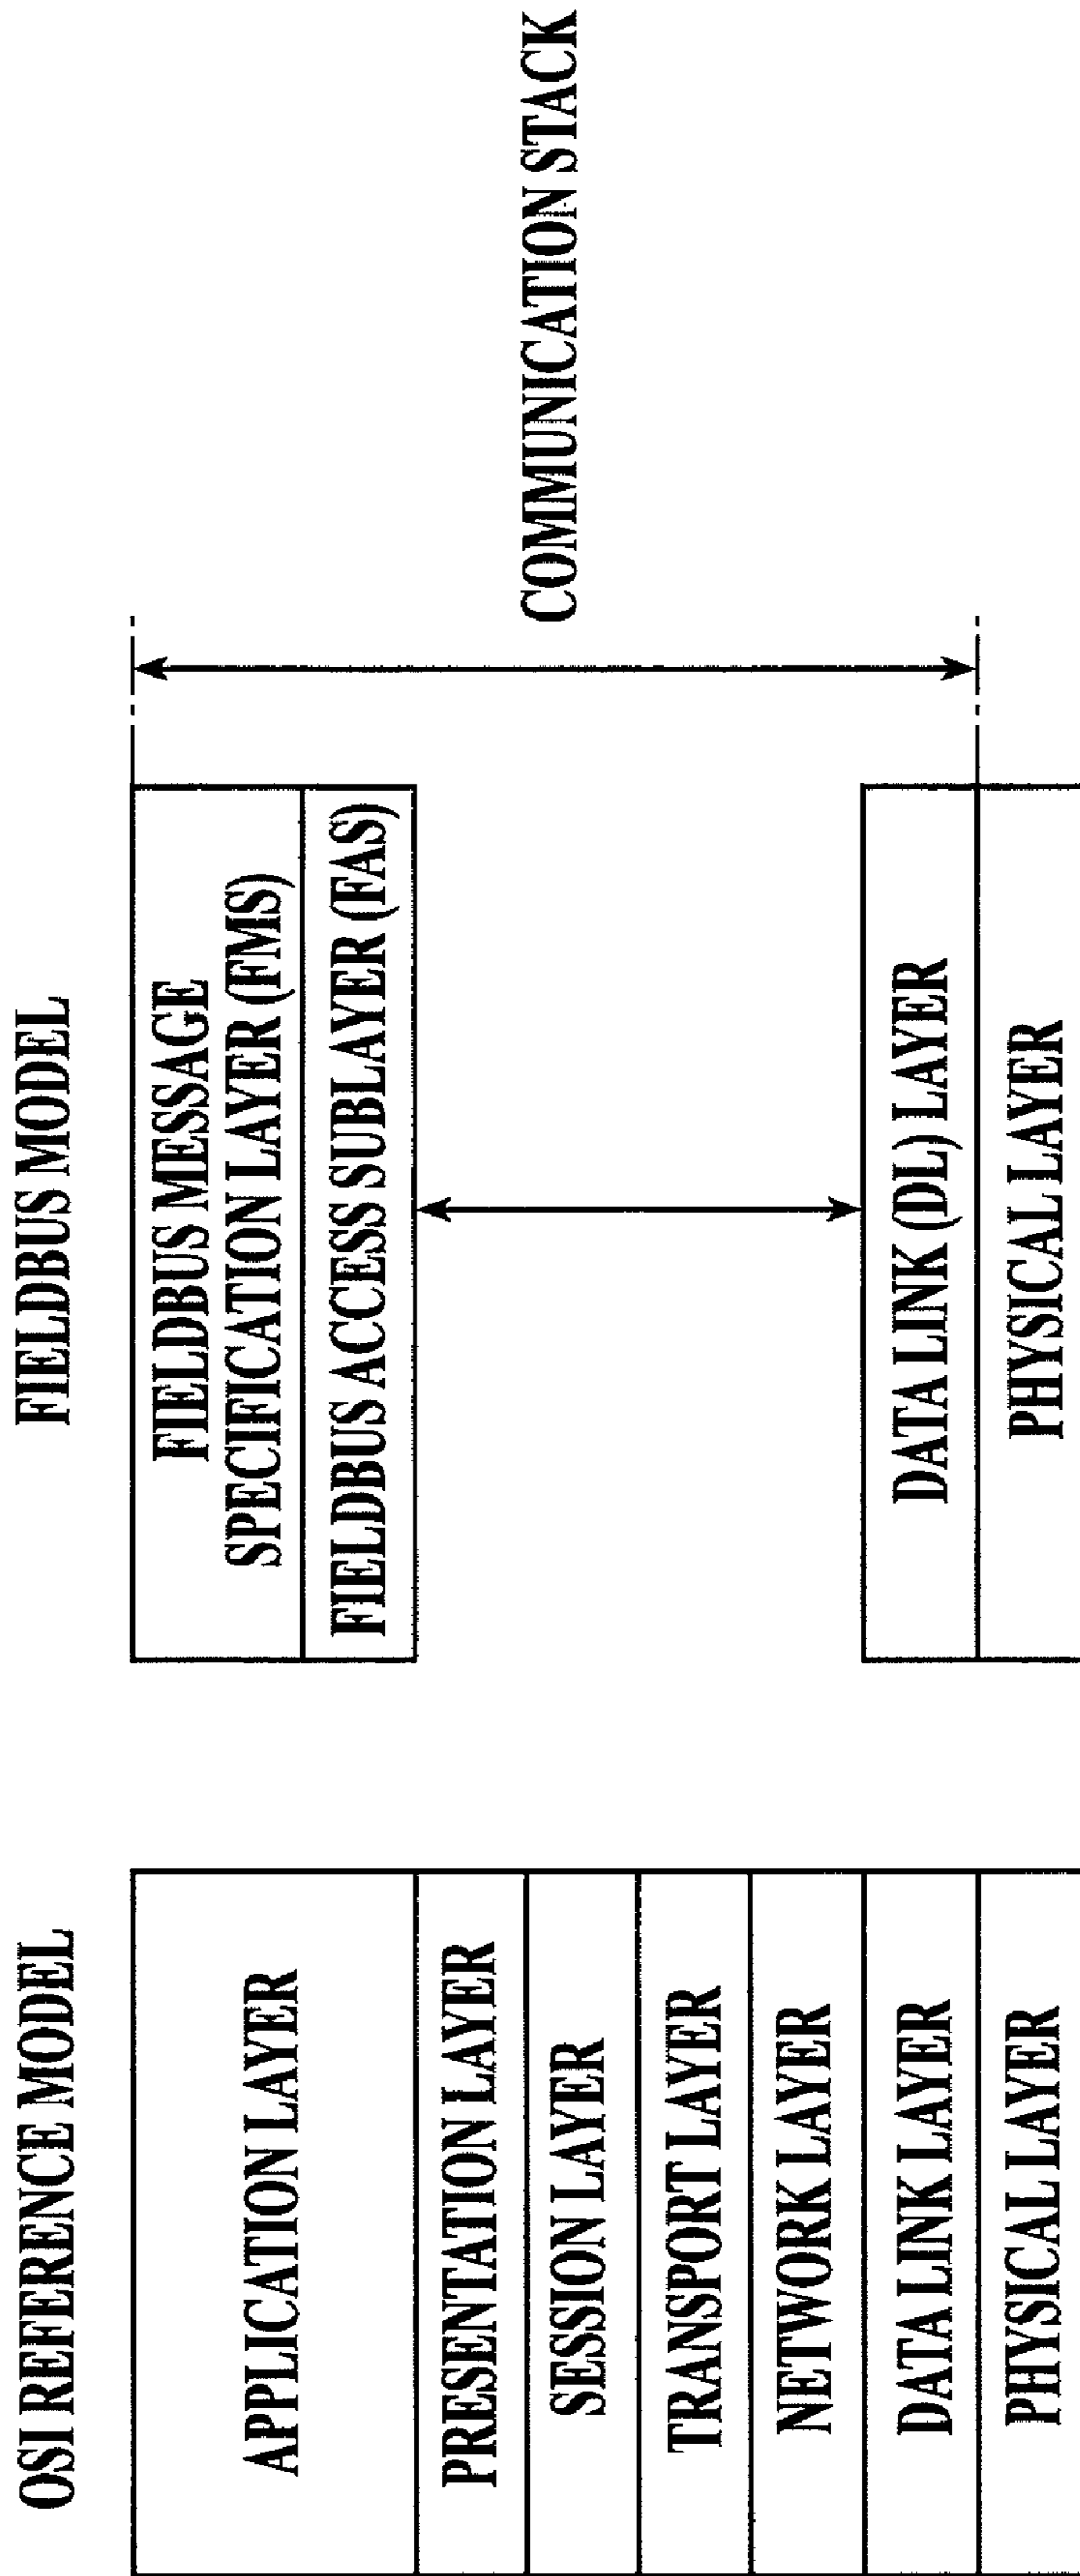 OSI REFERENCE MODEL
APPLICATION LAYER
PRESENTATION LAYER
SESSION LAYER
TRANSPORT LAYER
NETWORK LAYER
DATA LINK LAYER
PHYSICAL LAYER
FIELDBUS MODEL
FIELDBUS MESSAGE
SPECIFICATION LAYER (FMS)
FIELDBUS ACCESS SUBLAYER (FAS)
DATA LINK (DL) LAYER
PHYSICAL LAYER
COMMUNICATION STACK